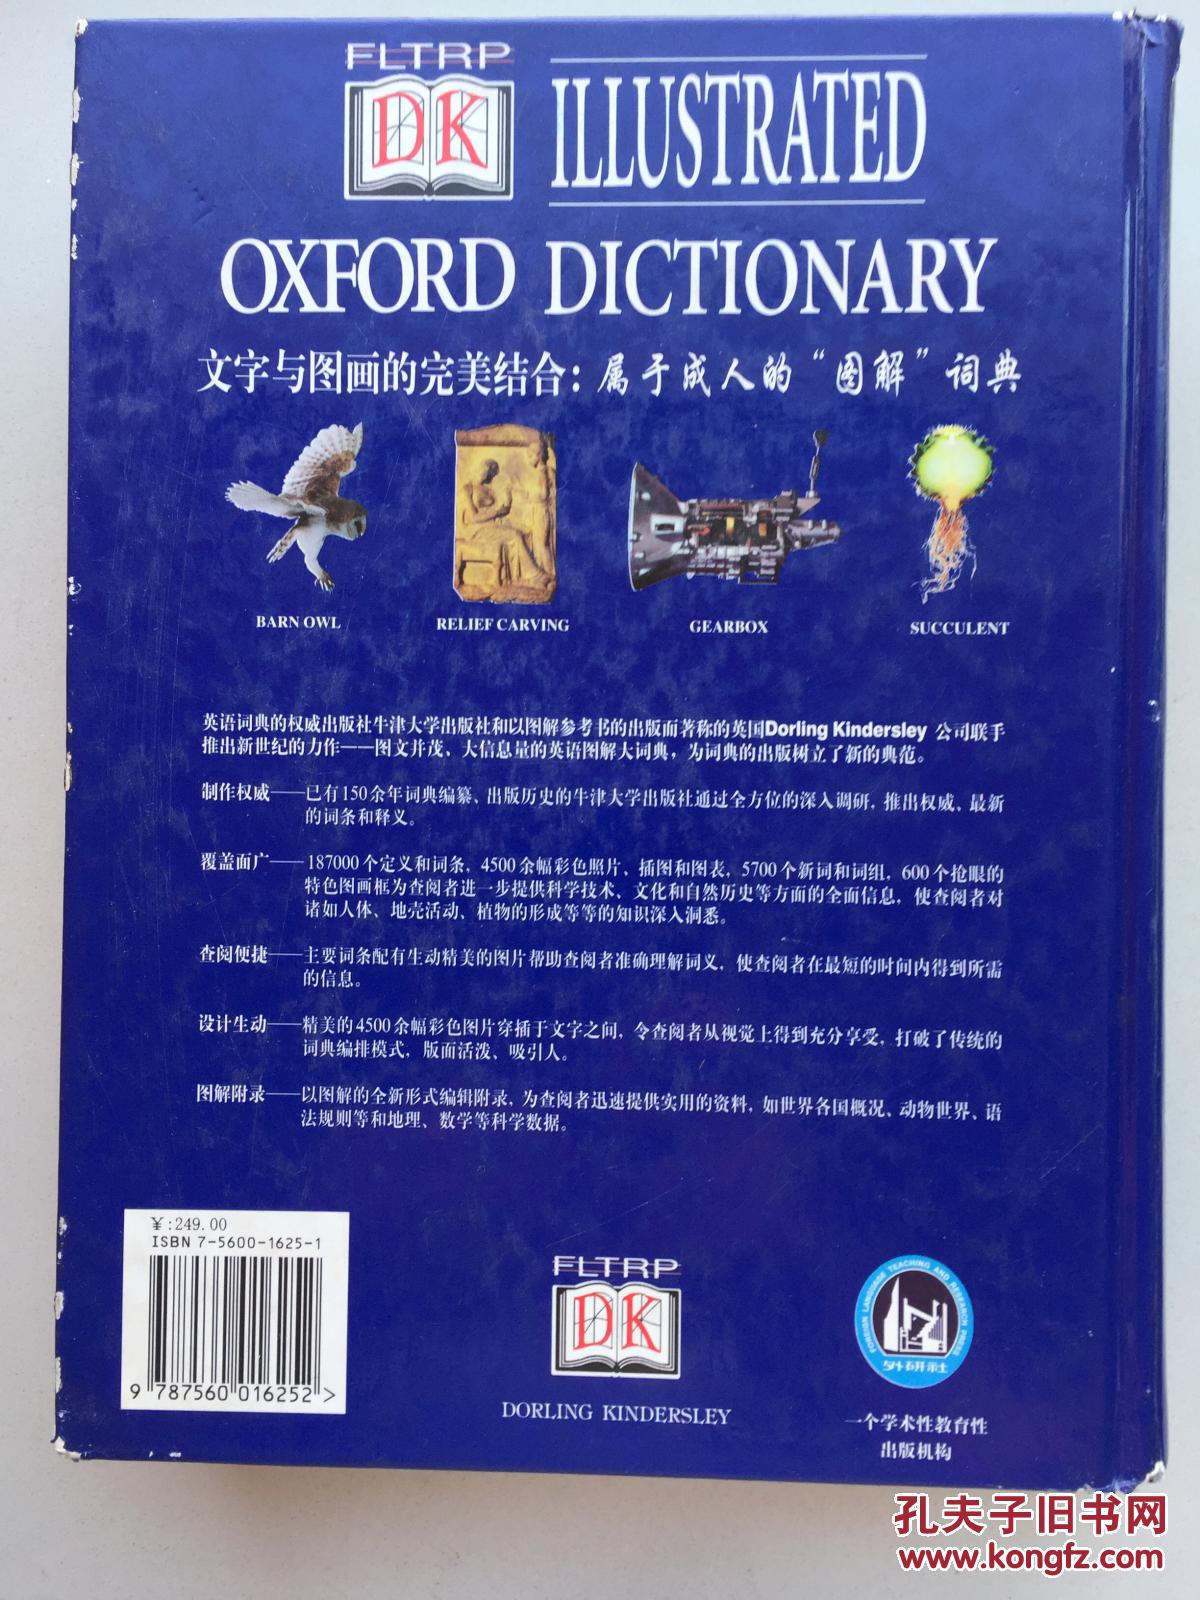 FLTRP
DK
ILLUSTRATED
OXFORD DICTIONARY
文字与图画的完美结合：属于成人的“图解”词典
BARN OWL
RELIEF CARVING
GEARBOX
SUCCULENT
英语词典的权威出版社牛津大学出版社和以图解参考书的出版而著称的英国Dorling Kindersley 公司联手
推出新世纪的力作——图文并茂、大信息量的英语图解大词典，为词典的出版树立了新的典范。
制作权威——已有150余年词典编纂、出版历史的牛津大学出版社通过全方位的深入调研，推出权威、最新
的词条和释义。
覆盖面广——187000个定义和词条，4500余幅彩色照片、插图和图表，5700个新词和词组，600个抢眼的
特色图画框为查阅者进一步提供科学技术、文化和自然历史等方面的全面信息，使查阅者对
诸如人体、地壳活动、植物的形成等等的知识深入洞悉。
查阅便捷——主要词条配有生动精美的图片帮助查阅者准确理解词义，使查阅者在最短的时间内得到所需
的信息。
设计生动——精美的4500余幅彩色图片穿插于文字之间，令查阅者从视觉上得到充分享受，打破了传统的
词典编排模式，版面活泼、吸引人。
图解附录——以图解的全新形式编辑附录，为查阅者迅速提供实用的资料，如世界各国概况、动物世界、语
法规则等和地理、数学等科学数据。
¥:249.00
ISBN 7-5600-1625-1
9 787560 016252 >
FLTRP
DK
DORLING KINDERSLEY
FOREIGN LANGUAGE TEACHING AND RESEARCH PRESS
外研社
一个学术性教育性
出版机构
孔夫子旧书网
www.kongfz.com